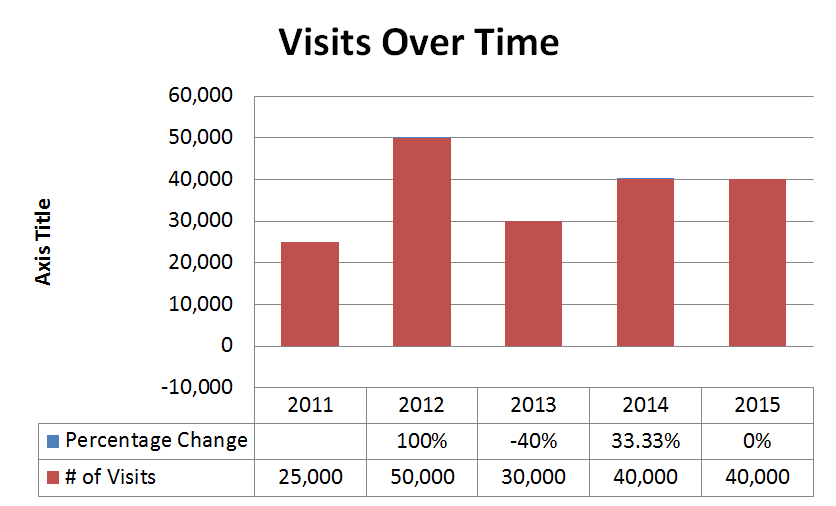 Visits Over Time
60,000
50,000
40,000
30,000
20,000
10,000
0
-10,000
Axis Title
2011 2012 2013 2014 2015
Percentage Change 100% -40% 33.33% 0%
# of Visits 25,000 50,000 30,000 40,000 40,000